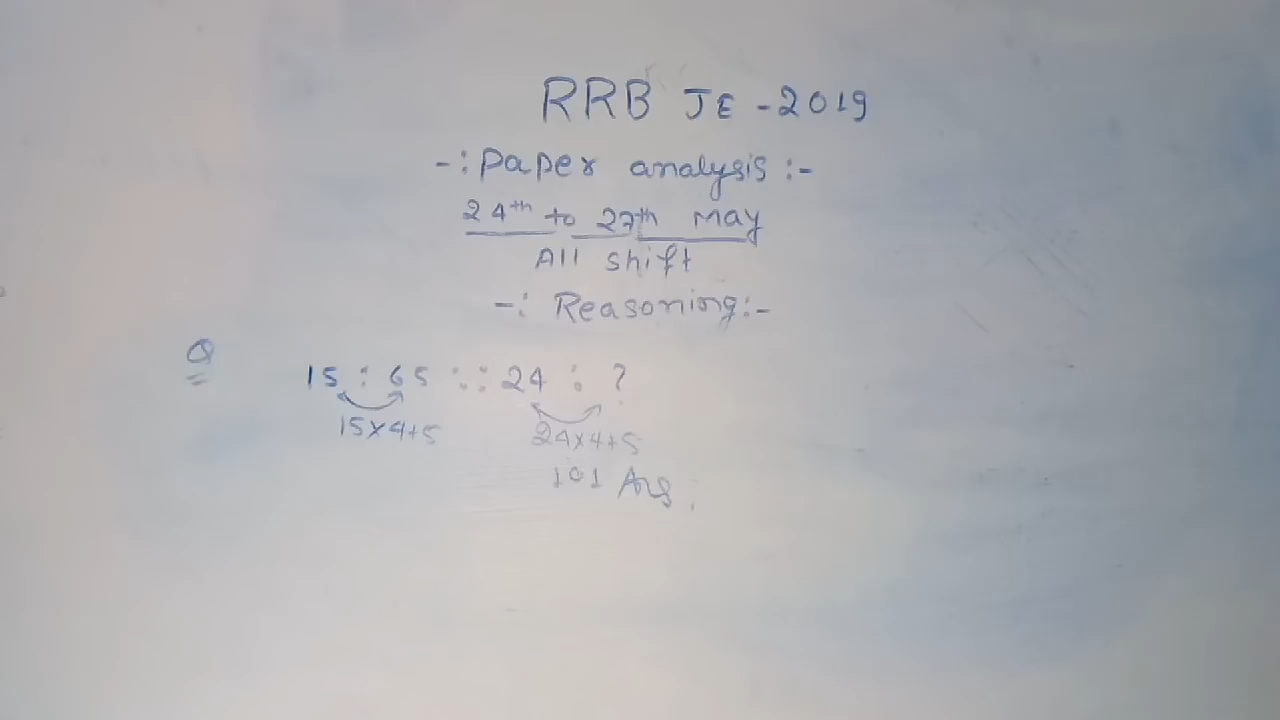 RRB JE - 2019
-: Paper analysis :-
24th to 27th May
All shift
-: Reasoning :-
Q
15 : 65 :: 24 : ?
15×4+5 24×4+5
101 Ans